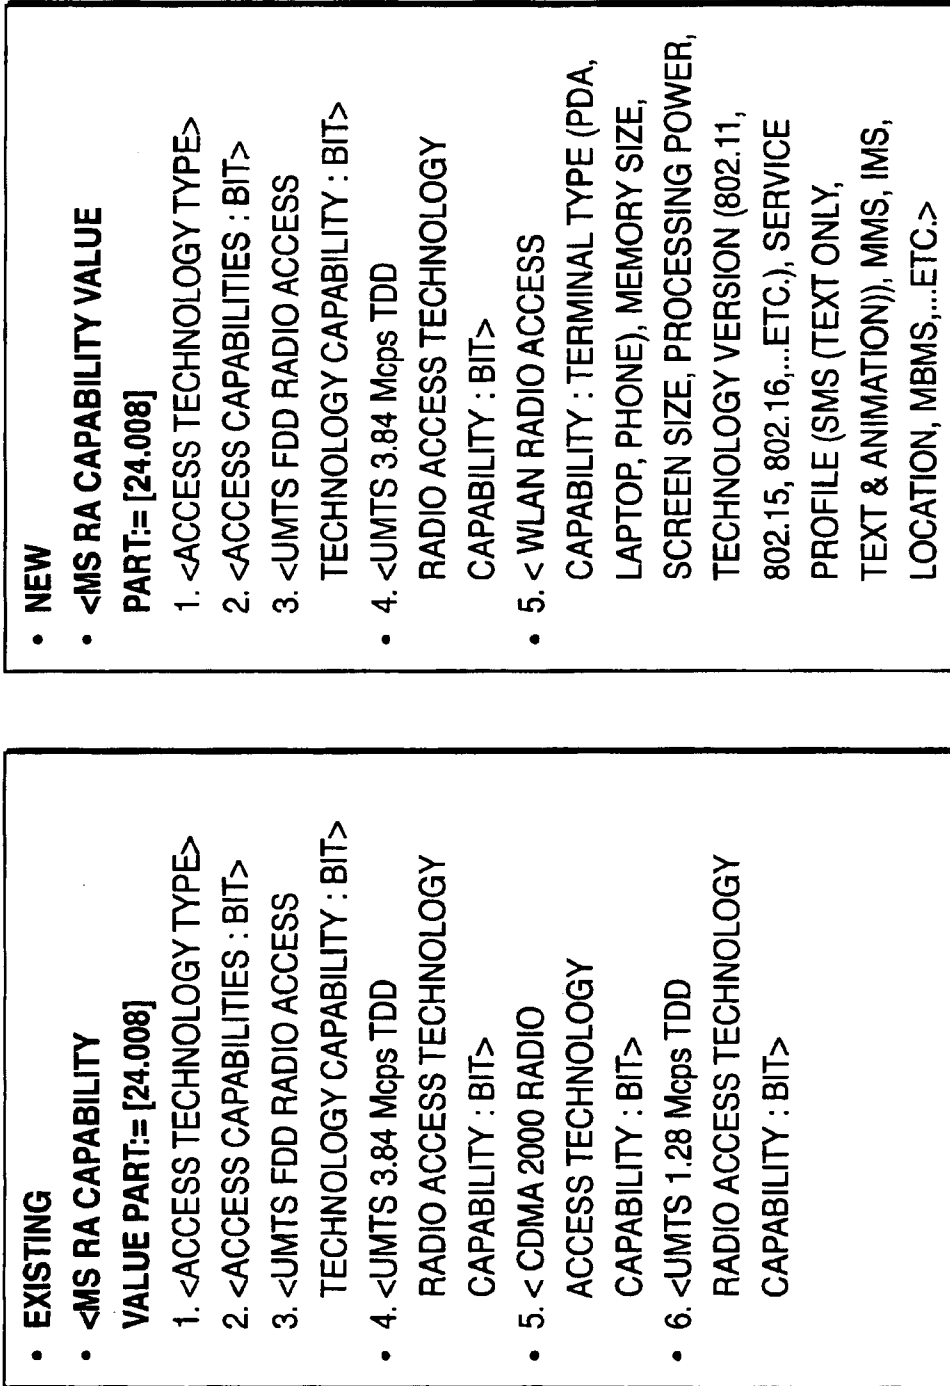 • EXISTING
• <MS RA CAPABILITY
VALUE PART:= [24.008]
1. <ACCESS TECHNOLOGY TYPE>
2. <ACCESS CAPABILITIES : BIT>
3. <UMTS FDD RADIO ACCESS
TECHNOLOGY CAPABILITY : BIT>
• 4. <UMTS 3.84 Mcps TDD
RADIO ACCESS TECHNOLOGY
CAPABILITY : BIT>
• 5. < CDMA 2000 RADIO
ACCESS TECHNOLOGY
CAPABILITY : BIT>
• 6. <UMTS 1.28 Mcps TDD
RADIO ACCESS TECHNOLOGY
CAPABILITY : BIT>
• NEW
• <MS RA CAPABILITY VALUE
PART:= [24.008]
1. <ACCESS TECHNOLOGY TYPE>
2. <ACCESS CAPABILITIES : BIT>
3. <UMTS FDD RADIO ACCESS
TECHNOLOGY CAPABILITY : BIT>
• 4. <UMTS 3.84 Mcps TDD
RADIO ACCESS TECHNOLOGY
CAPABILITY : BIT>
• 5. < WLAN RADIO ACCESS
CAPABILITY : TERMINAL TYPE (PDA,
LAPTOP, PHONE), MEMORY SIZE,
SCREEN SIZE, PROCESSING POWER,
TECHNOLOGY VERSION (802.11,
802.15, 802.16,...ETC.), SERVICE
PROFILE (SMS (TEXT ONLY,
TEXT & ANIMATION)), MMS, IMS,
LOCATION, MBMS,...ETC.>